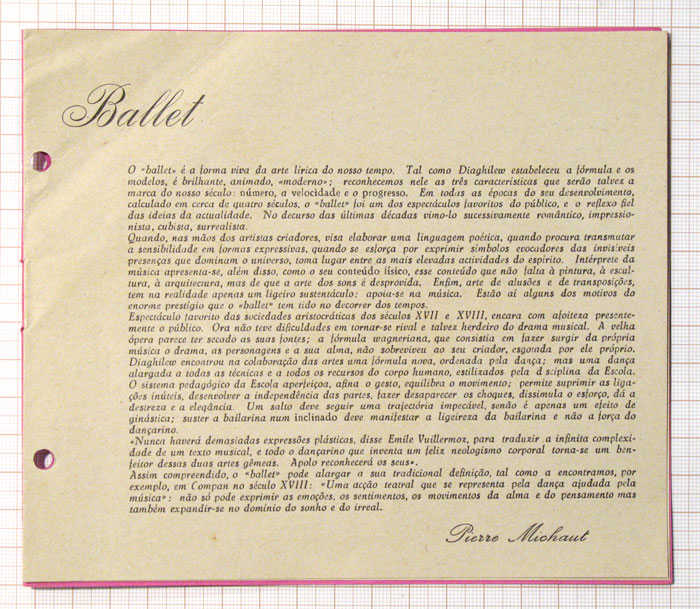 Ballet
O «ballet» é a forma viva da arte lírica do nosso tempo. Tal como Diaghilew estabeleceu a fórmula e os
modelos, é brilhante, animado, «moderno»; reconhecemos nele as três características que serão talvez a
marca do nosso século: número, a velocidade e o progresso. Em todas as épocas do seu desenvolvimento,
calculado em cerca de quatro séculos, o "ballet" foi um dos espectáculos favoritos do público, e o reflexo fiel
das ideias da actualidade. No decurso das últimas décadas vimo-lo sucessivamente romântico, impressio-
nista, cubista, surrealista
Quando, nas mãos dos artistas criadores, visa elaborar uma linguagem poética, quando procura transmutar
a sensibilidade em formas expressivas, quando se esforça por exprimir símbolos evocadores das invisíveis
presenças que dominam o universo, toma lugar entre as mais elevadas actividades do espírito. Intérprete da
música apresenta-se, além disso, como o seu conteúdo físico, esse conteúdo que não falta à pintura, à escul-
tura, à arquitectura, mas de que a arte dos sons é desprovida. Enfim, arte de alusões e de transposições,
tem na realidade apenas um ligeiro sustentáculo: apoia-se na música. Estão aí alguns dos motivos do
enorme prestígio que o "ballet" tem tido no decorrer dos tempos.
Espectáculo favorito das sociedades aristocráticas dos séculos XVII e XVIII, encara com afoiteza presente-
mente o público. Ora não teve dificuldades em tornar-se rival e talvez herdeiro do drama musical. A velha
ópera parece ter secado as suas fontes; a fórmula wagneriana, que consistia em fazer surgir da própria
música o drama, as personagens e a sua alma, não sobreviveu ao seu criador, esgotada por ele próprio.
Diaghilew encontrou na colaboração das artes uma fórmula nova, ordenada pela dança; mas uma dança
alargada a todas as técnicas e a todos os recursos do corpo humano, estilizados pela d sciplina da Escola.
O sistema pedagógico da Escola aperfeiçoa, afina o gesto, equilibra o movimento; permite suprimir as liga-
ções inúteis, desenvolver a independência das partes, fazer desaparecer os choques, dissimula o esforço, dá a
destreza e a elegância. Um salto deve seguir uma trajectória impecável, senão é apenas um efeito de
ginástica; suster a bailarina num inclinado deve manifestar a ligeireza da bailarina e não a força do
dançarino.
«Nunca haverá demasiadas expressões plásticas, disse Emile Vuillermoz, para traduzir a infinita complexi-
dade de um texto musical, e todo o dançarino que inventa um feliz neologismo corporal torna-se um ben-
feitor dessas duas artes gêmeas. Apolo reconhecerá os seus».
Assim compreendido, o "ballet" pode alargar a sua tradicional definição, tal como a encontramos, por
exemplo, em Compan no século XVIII: «Uma acção teatral que se representa pela dança ajudada pela
música»: não só pode exprimir as emoções, os sentimentos, os movimentos da alma e do pensamento mas
também expandir-se no domínio do sonho e do irreal.
Pierre Michaut